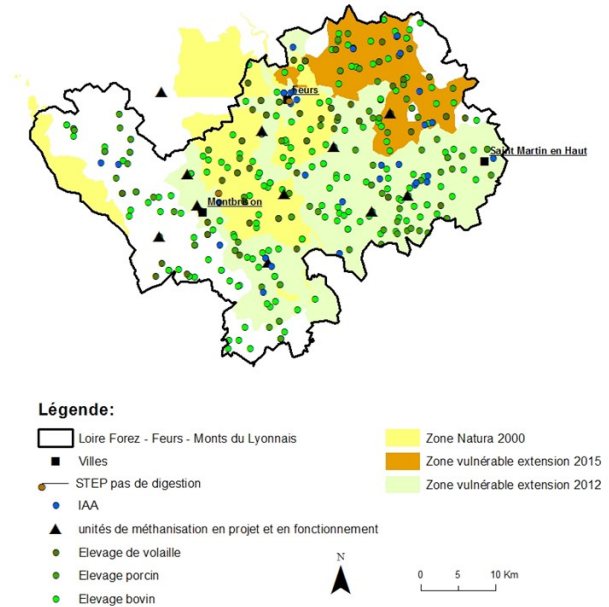 Feurs
Saint Martin en Haut
Montbrison
Légende:
Loire Forez - Feurs - Monts du Lyonnais
Villes
STEP pas de digestion
IAA
unités de méthanisation en projet et en fonctionnement
Elevage de volaille
Elevage porcin
Elevage bovin
Zone Natura 2000
Zone vulnérable extension 2015
Zone vulnérable extension 2012
N
0 5 10 Km